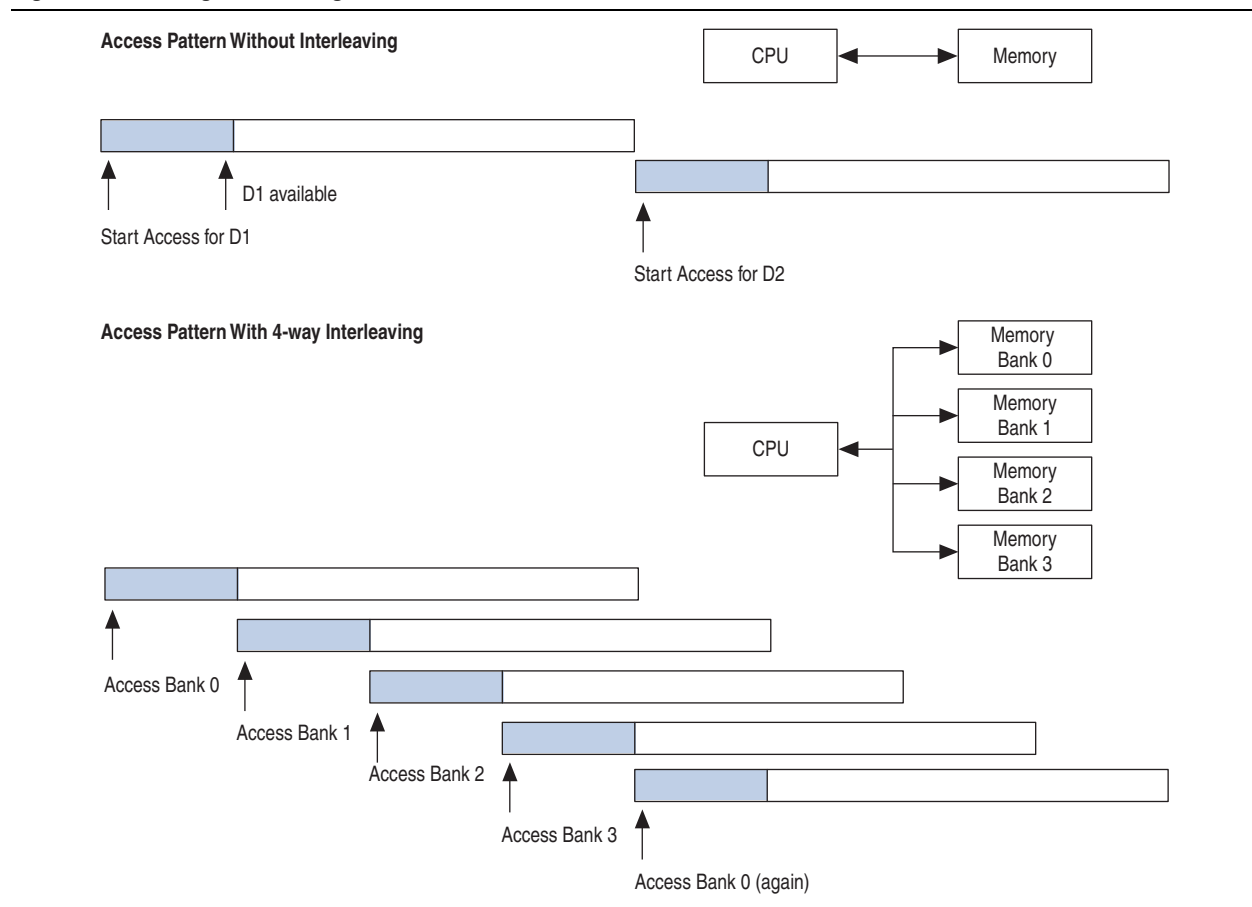 Access Pattern Without Interleaving
CPU
Memory
D1 available
Start Access for D1
Start Access for D2
Access Pattern With 4-way Interleaving
Memory
Bank 0
Memory
Bank 1
CPU
Memory
Bank 2
Memory
Bank 3
Access Bank 0
Access Bank 1
Access Bank 2
Access Bank 3
Access Bank 0 (again)